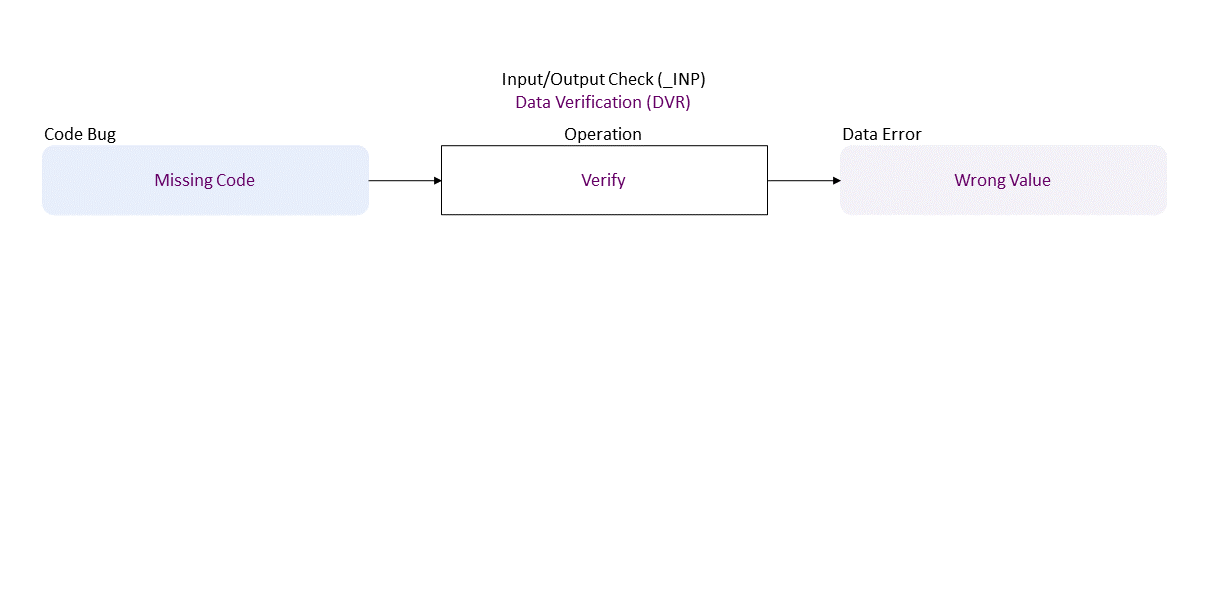 Input/Output Check (_INP)
Data Verification (DVR)
Code Bug
Operation
Data Error
Missing Code
Verify
Wrong Value